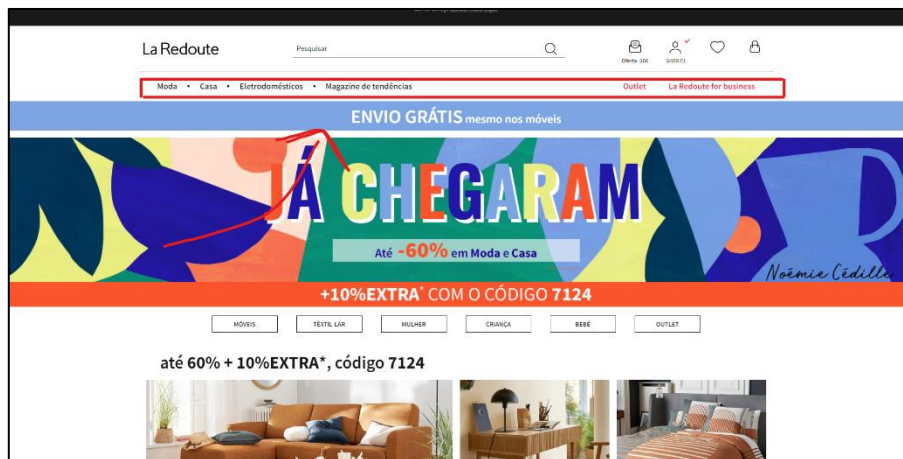 La Redoute
Pesquisar
Oferta -20€
GABRIEL
Moda • Casa • Eletrodomésticos • Magazine de tendências
Outlet La Redoute for business
ENVIO GRÁTIS mesmo nos móveis
JÁ CHEGARAM
Até -60% em Moda e Casa
Noémie Cédille
+10%EXTRA* COM O CÓDIGO 7124
MÓVEIS TÊXTIL-LAR MULHER CRIANÇA BEBÉ OUTLET
até 60% + 10%EXTRA*, código 7124